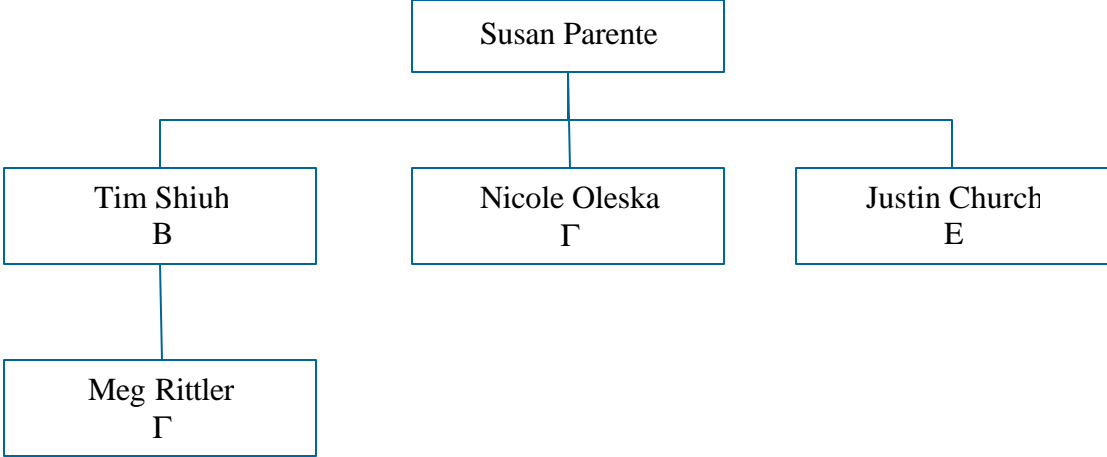 Susan Parente
Tim Shiuh
Β
Nicole Oleska
Γ
Justin Church
Ε
Meg Rittler
Γ